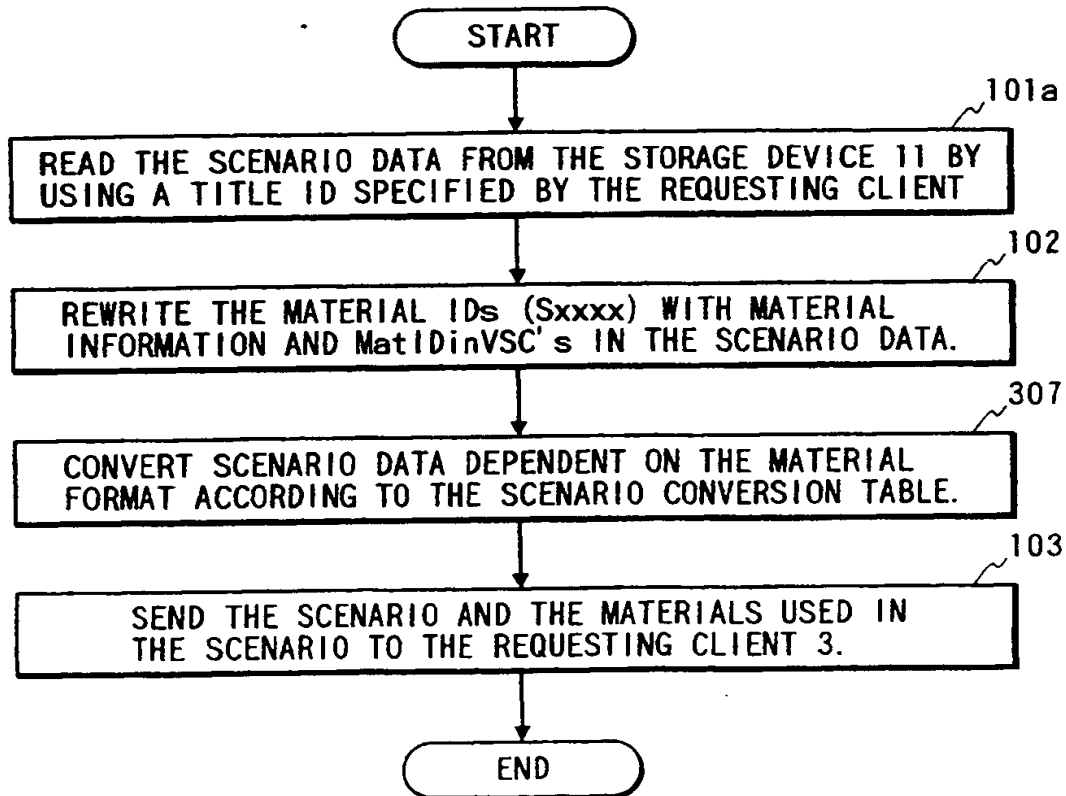 START
101a
READ THE SCENARIO DATA FROM THE STORAGE DEVICE 11 BY
USING A TITLE ID SPECIFIED BY THE REQUESTING CLIENT
102
REWRITE THE MATERIAL IDs (Sxxxx) WITH MATERIAL
INFORMATION AND MatIDinVSC's IN THE SCENARIO DATA.
307
CONVERT SCENARIO DATA DEPENDENT ON THE MATERIAL
FORMAT ACCORDING TO THE SCENARIO CONVERSION TABLE.
103
SEND THE SCENARIO AND THE MATERIALS USED IN
THE SCENARIO TO THE REQUESTING CLIENT 3.
END